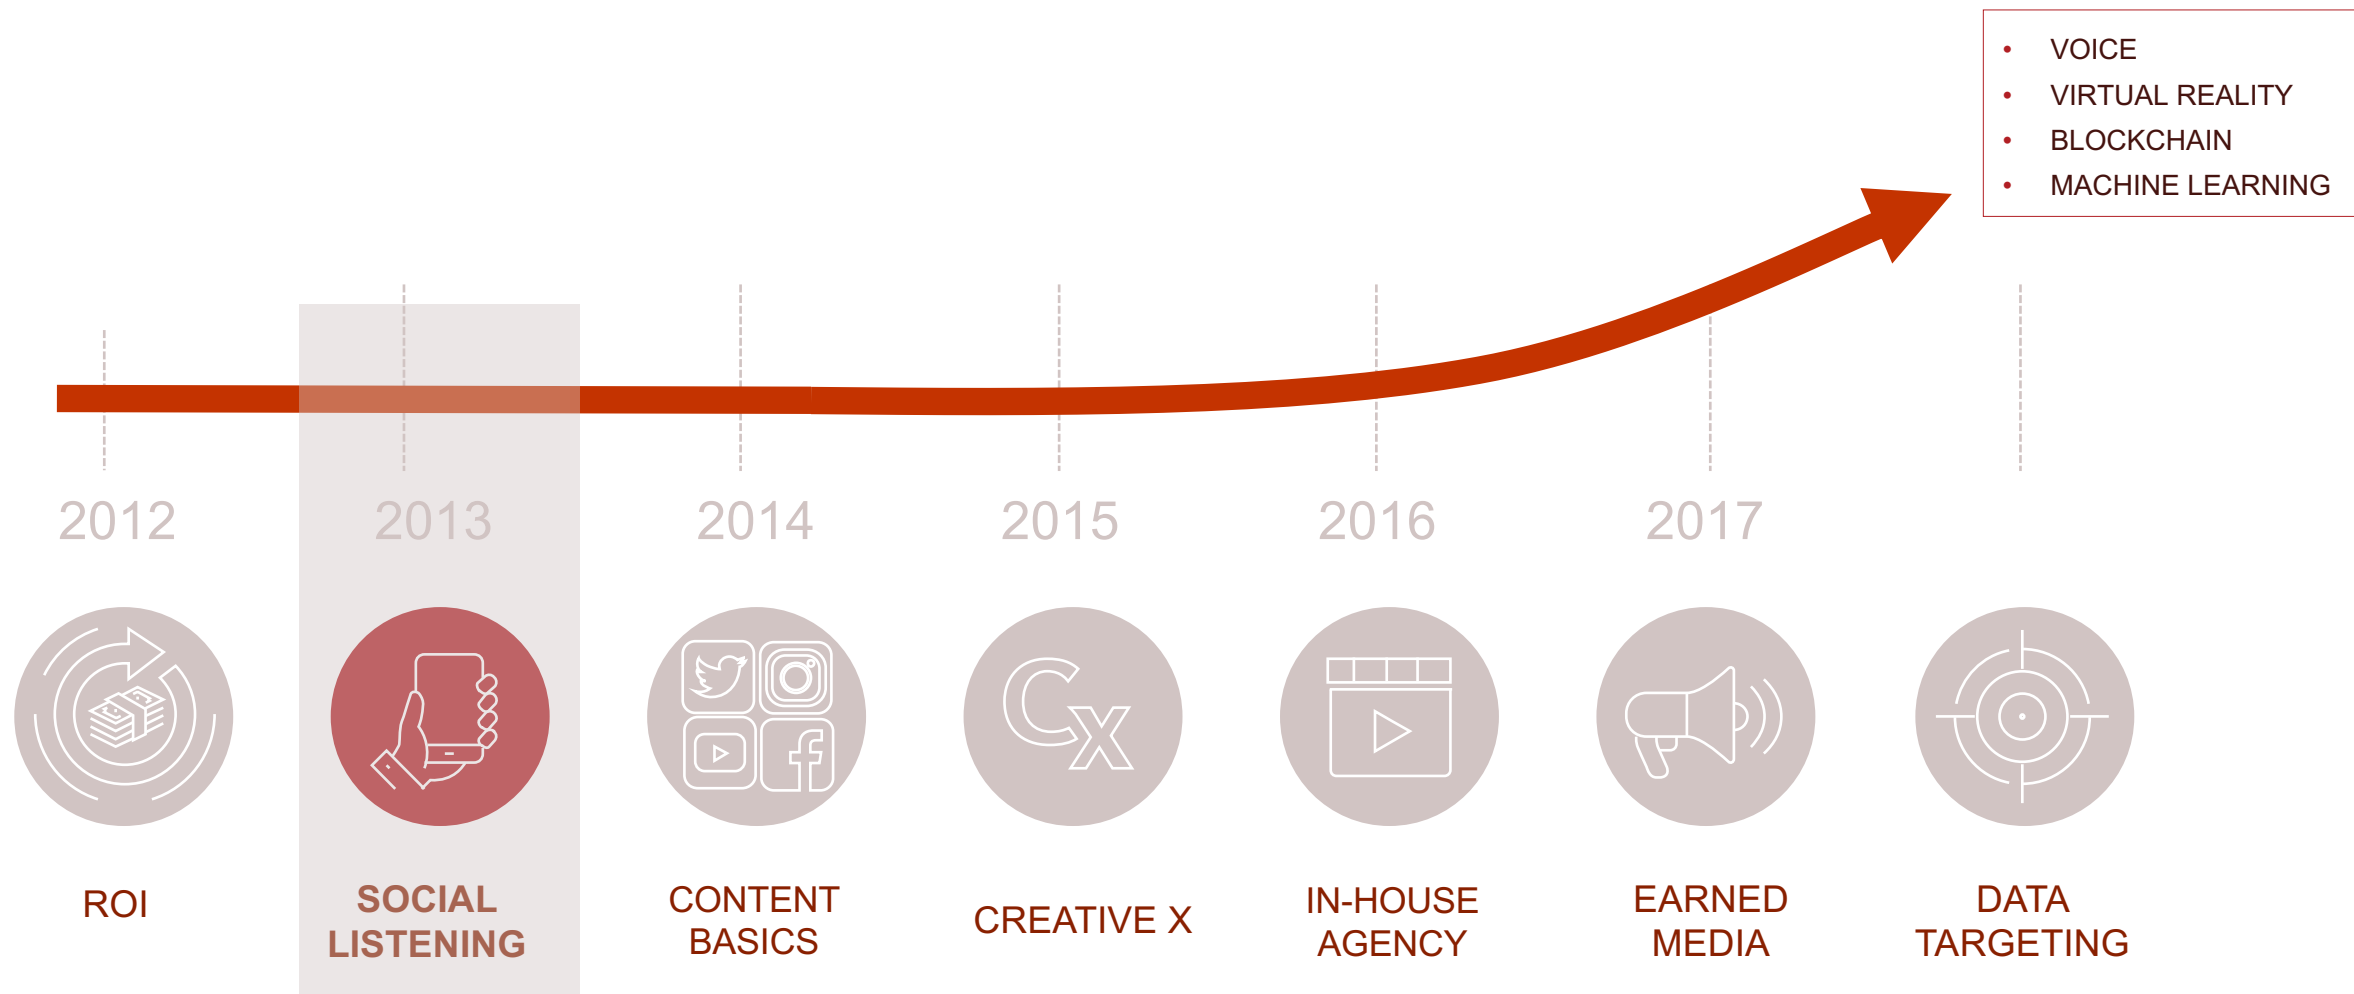 • VOICE
• VIRTUAL REALITY
• BLOCKCHAIN
• MACHINE LEARNING
2012
2013
2014
2015
2016
2017
Cx
ROI
SOCIAL
LISTENING
CONTENT
BASICS
CREATIVE X
IN-HOUSE
AGENCY
EARNED
MEDIA
DATA
TARGETING